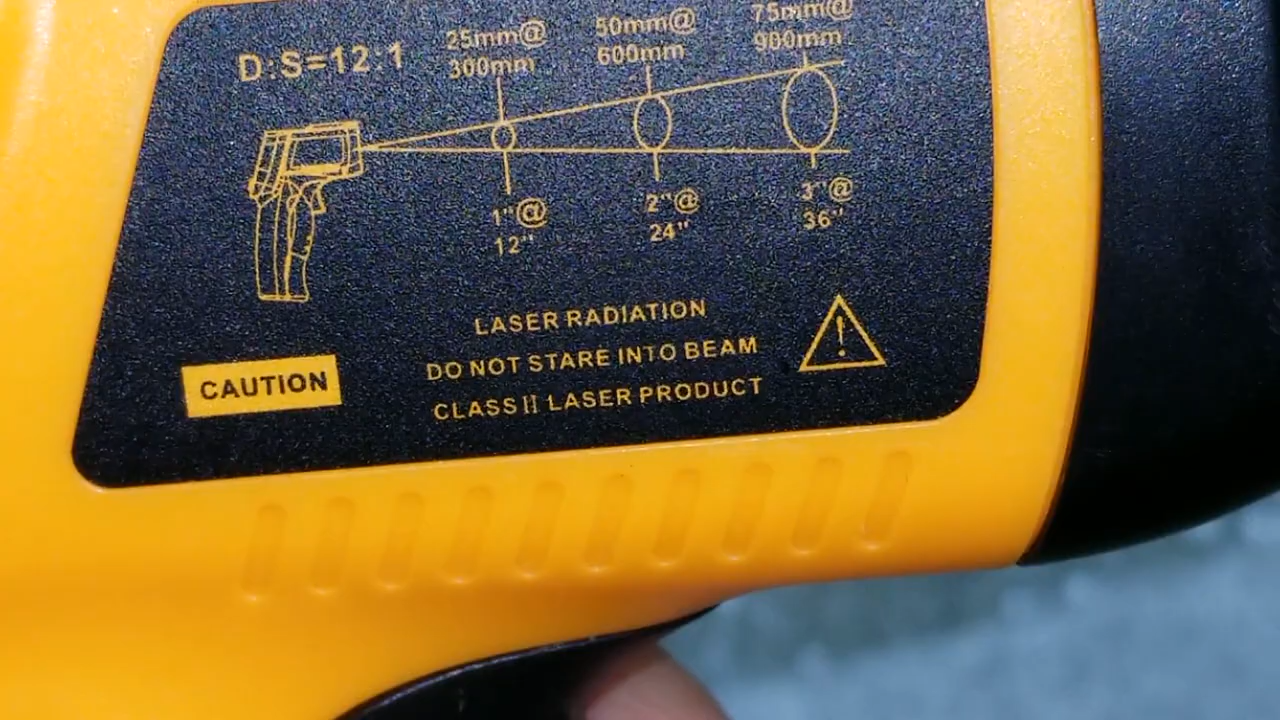 D:S=12:1
25mm@
300mm
50mm@
600mm
75mm@
900mm
1"@
12"
2"@
24"
3"@
36"
LASER RADIATION
DO NOT STARE INTO BEAM
CLASS II LASER PRODUCT
CAUTION
!